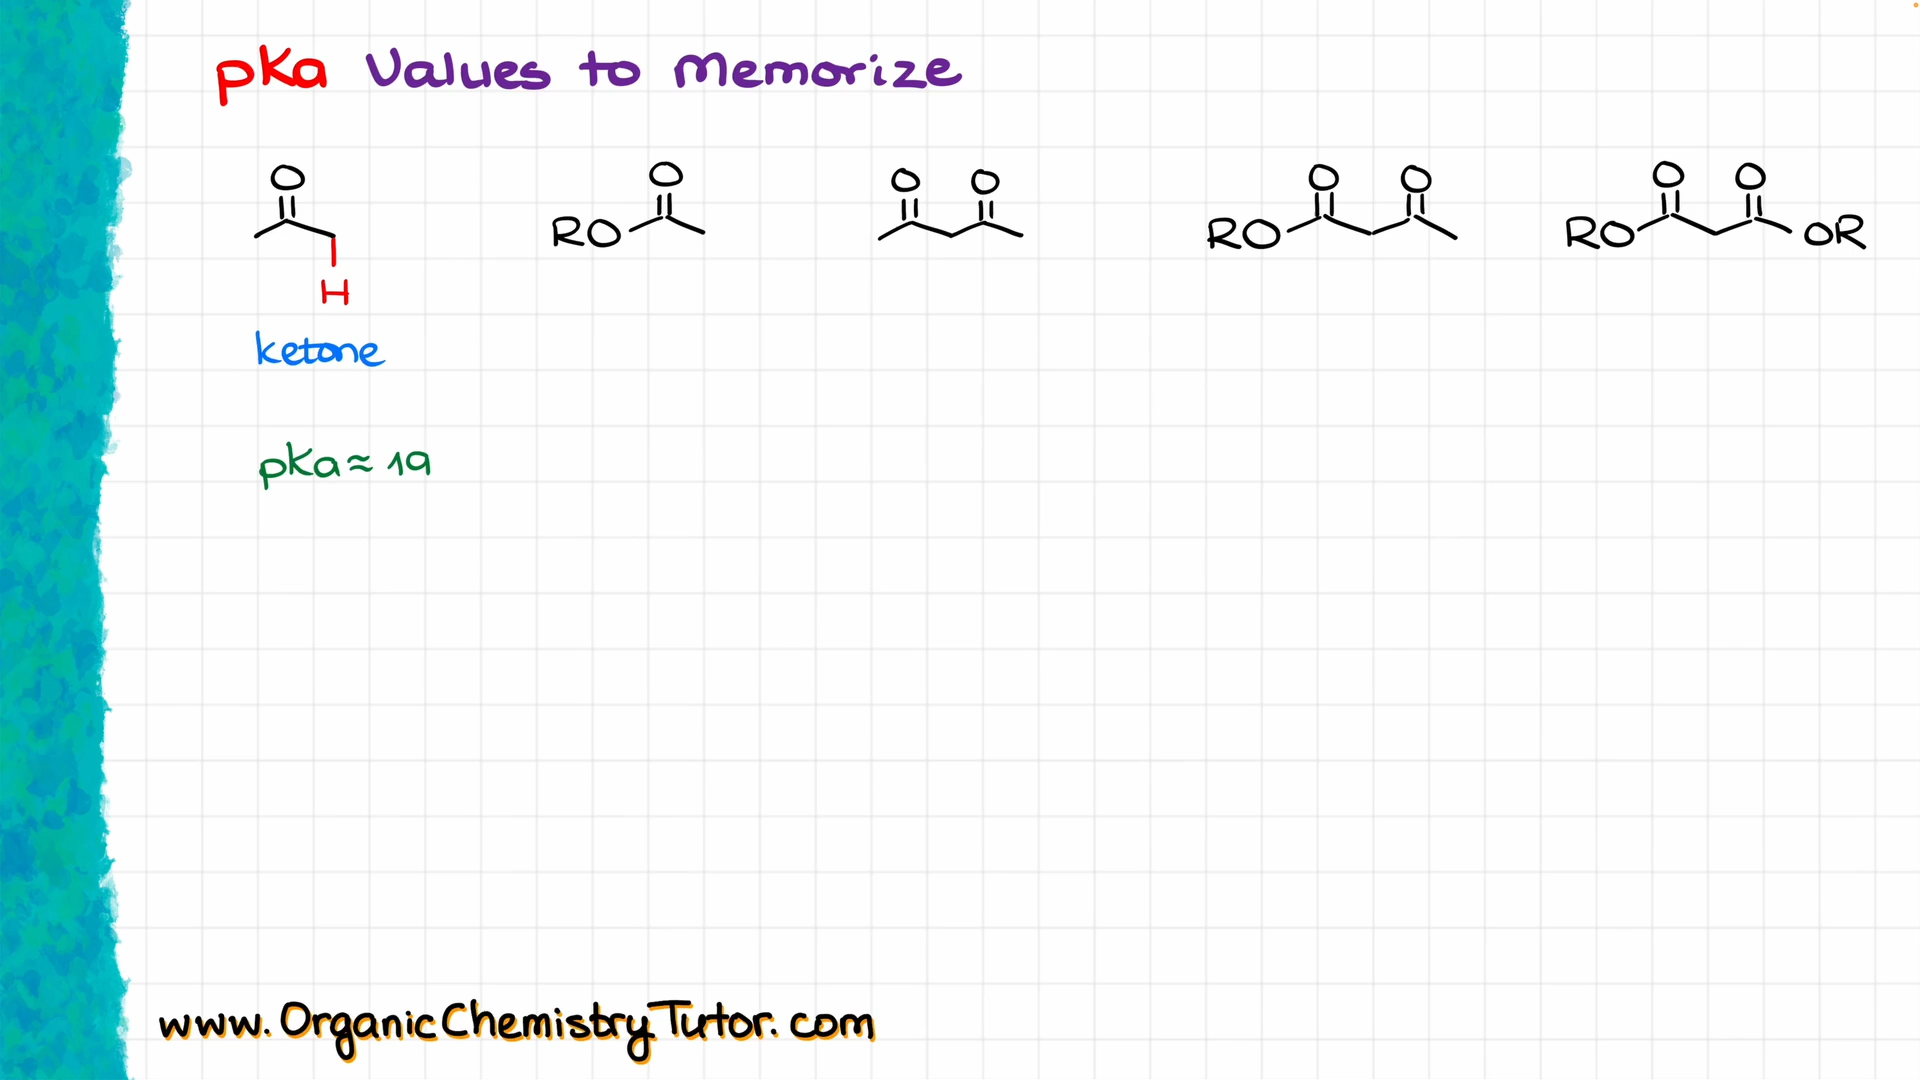 pKa Values to Memorize
O O O O O O O O
RO RO RO OR
H
ketone
pKa ≈ 19
www.OrganicChemistryTutor.com